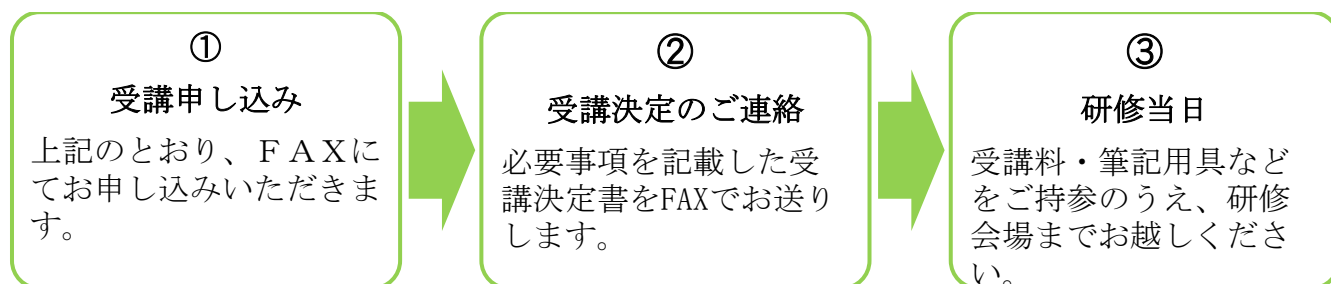 ①
受講申し込み
上記のとおり、ＦＡＸに
てお申し込みいただきま
す。
②
受講決定のご連絡
必要事項を記載した受
講決定書をFAXでお送り
します。
③
研修当日
受講料・筆記用具など
をご持参のうえ、研修
会場までお越しくださ
い。